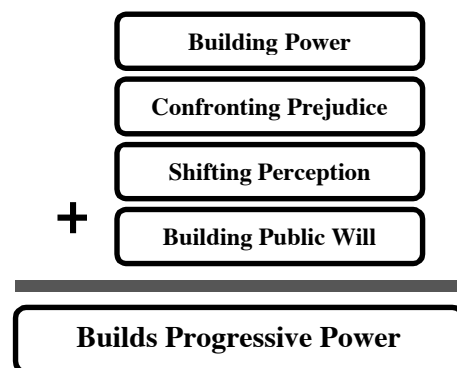 Building Power
Confronting Prejudice
Shifting Perception
+
Building Public Will
Builds Progressive Power